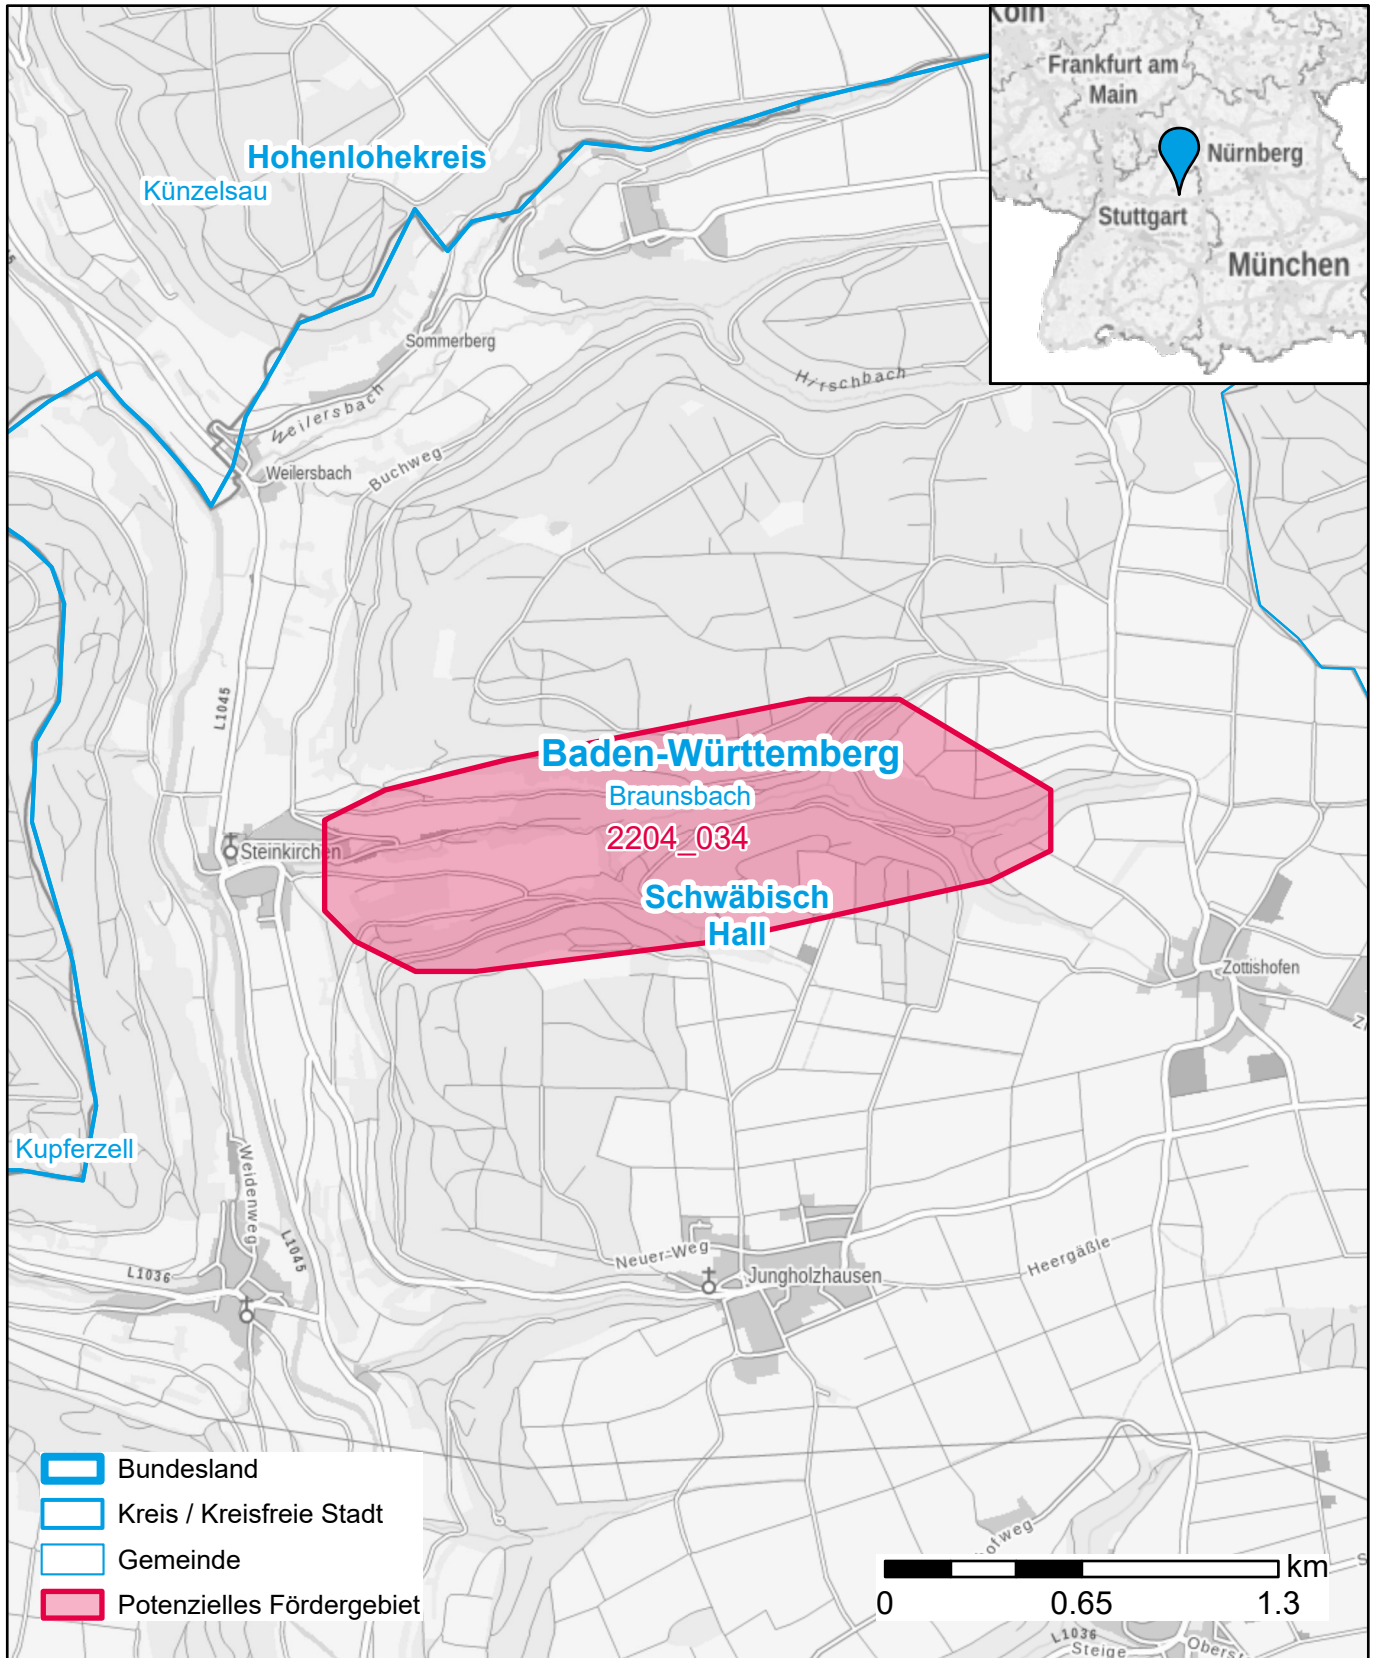 Köln
Frankfurt am
Main
Nürnberg
Stuttgart
München
Hohenlohekreis
Künzelsau
Sommerberg
Hirschbach
Weilersbach
Buchweg
Weilersbach
L1045
Baden-Württemberg
Braunsbach
2204_034
Steinkirchen
Schwäbisch
Hall
Zottishofen
Kupferzell
Weidenweg
L1045
Neuer-Weg
Heergäßle
L1036
Jungholzhausen
Bundesland
Kreis / Kreisfreie Stadt
Gemeinde
Potenzielles Fördergebiet
km
0 0.65 1.3
L1036
Steige